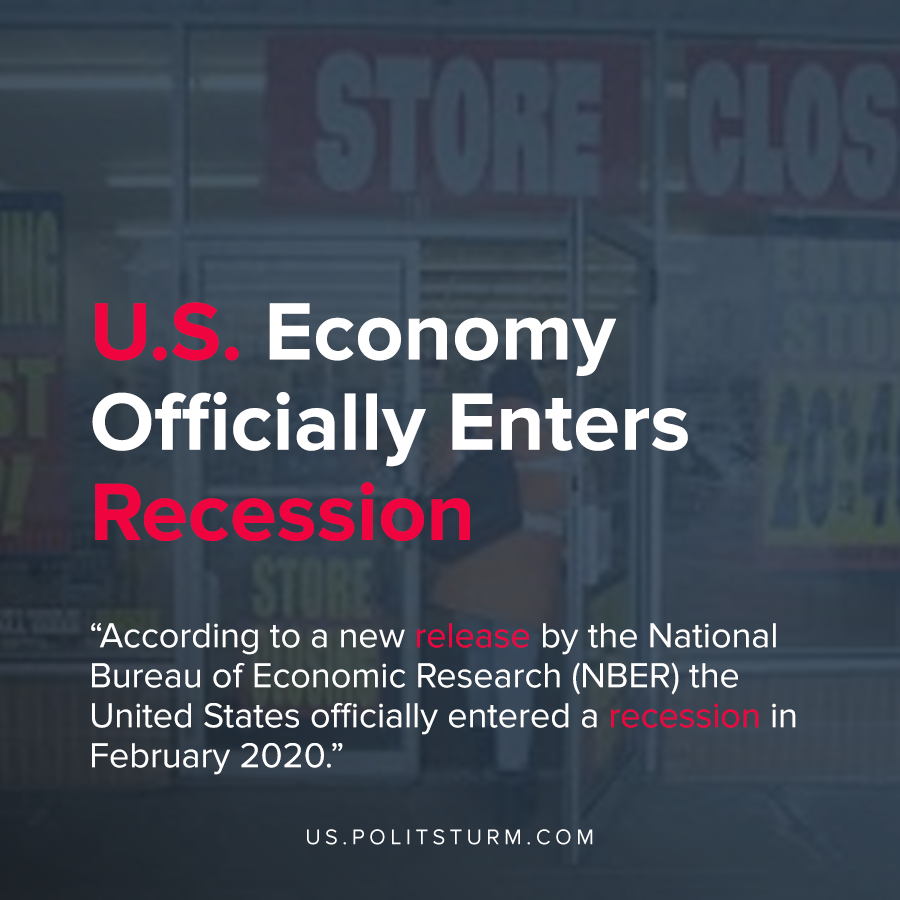 STORE CLOS
U.S. Economy
Officially Enters
Recession
STORE
“According to a new release by the National
Bureau of Economic Research (NBER) the
United States officially entered a recession in
February 2020.”
US.POLITSTURM.COM